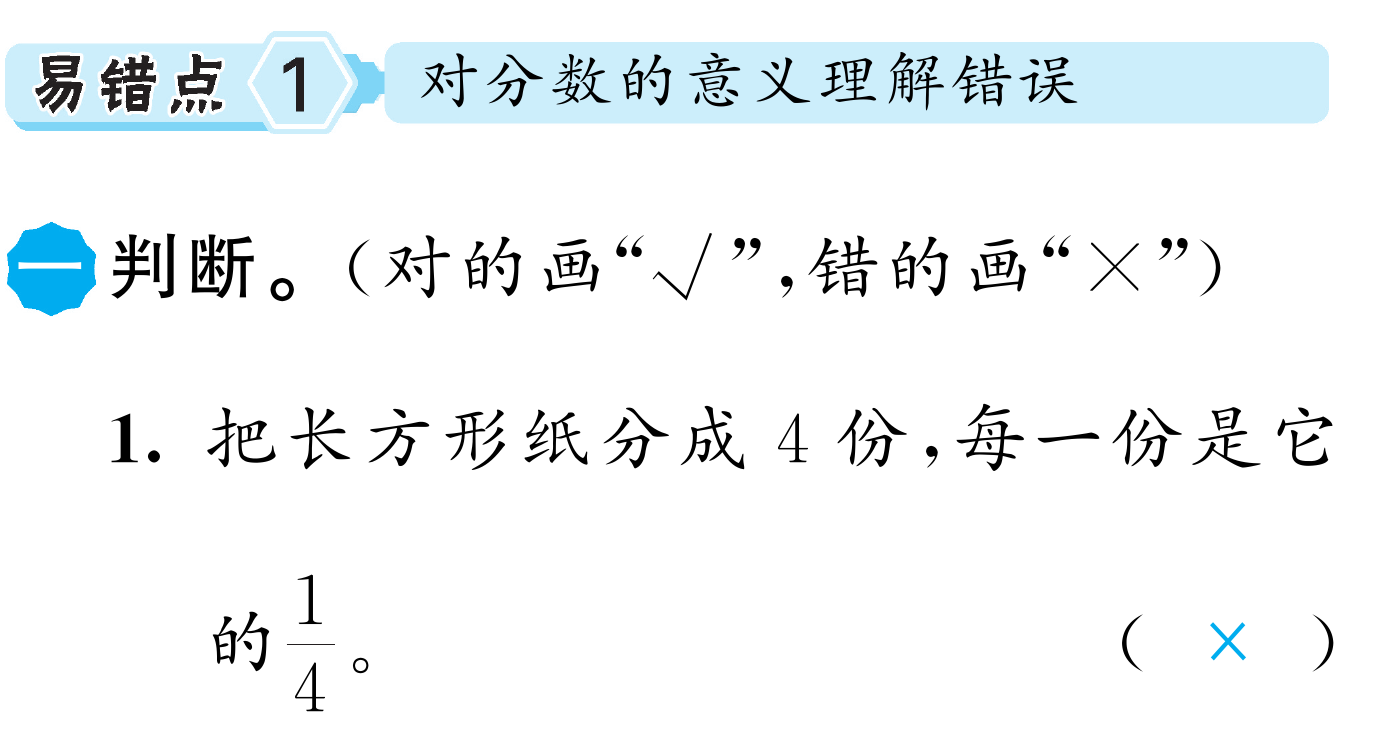 易错点 1 对分数的意义理解错误
一 判断。(对的画“√”,错的画“×”)
1. 把长方形纸分成 4 份,每一份是它
的 1/4 。 ( × )